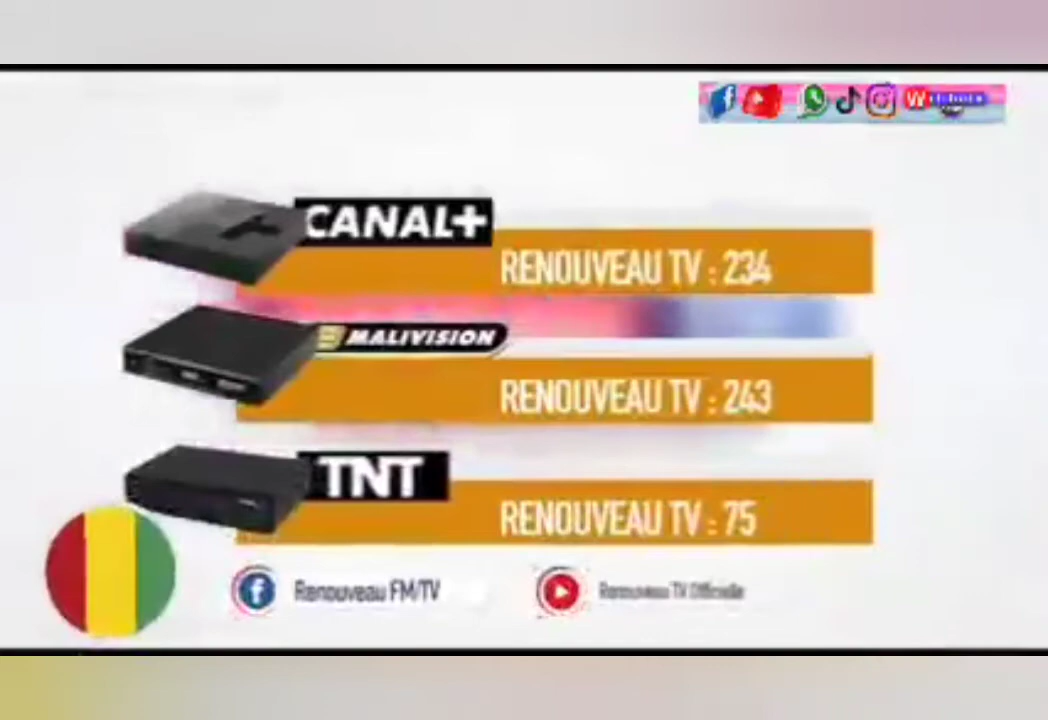 CANAL+
RENOUVEAU TV : 234
MALIVISION
RENOUVEAU TV : 243
TNT
RENOUVEAU TV : 75
Renouveau FM/TV
Renouveau TV Officielle